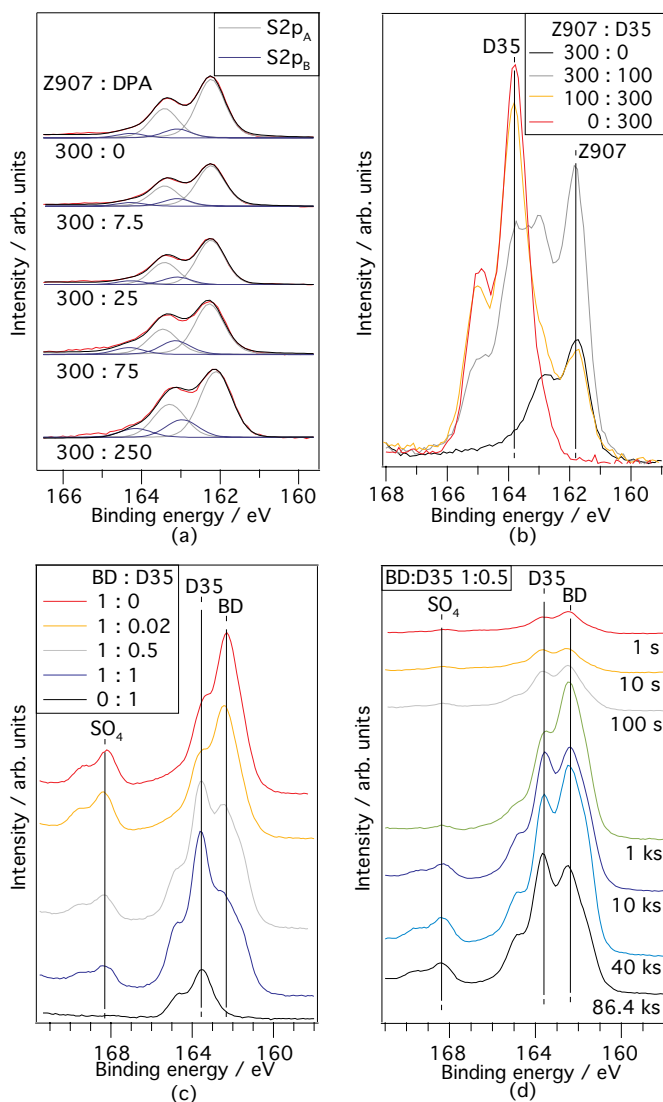 S2pA
S2pB
Z907 : DPA
300 : 0
300 : 7.5
300 : 25
300 : 75
300 : 250
Intensity / arb. units
166 164 162 160
Binding energy / eV
(a)
Z907 : D35
300 : 0
300 : 100
100 : 300
0 : 300
D35
Z907
Intensity / arb. units
168 166 164 162 160
Binding energy / eV
(b)
BD : D35
1 : 0
1 : 0.02
1 : 0.5
1 : 1
0 : 1
D35
BD
SO4
Intensity / arb. units
168 164 160
Binding energy / eV
(c)
BD:D35 1:0.5
D35
BD
SO4
1 s
10 s
100 s
1 ks
10 ks
40 ks
86.4 ks
Intensity / arb. units
168 164 160
Binding energy / eV
(d)